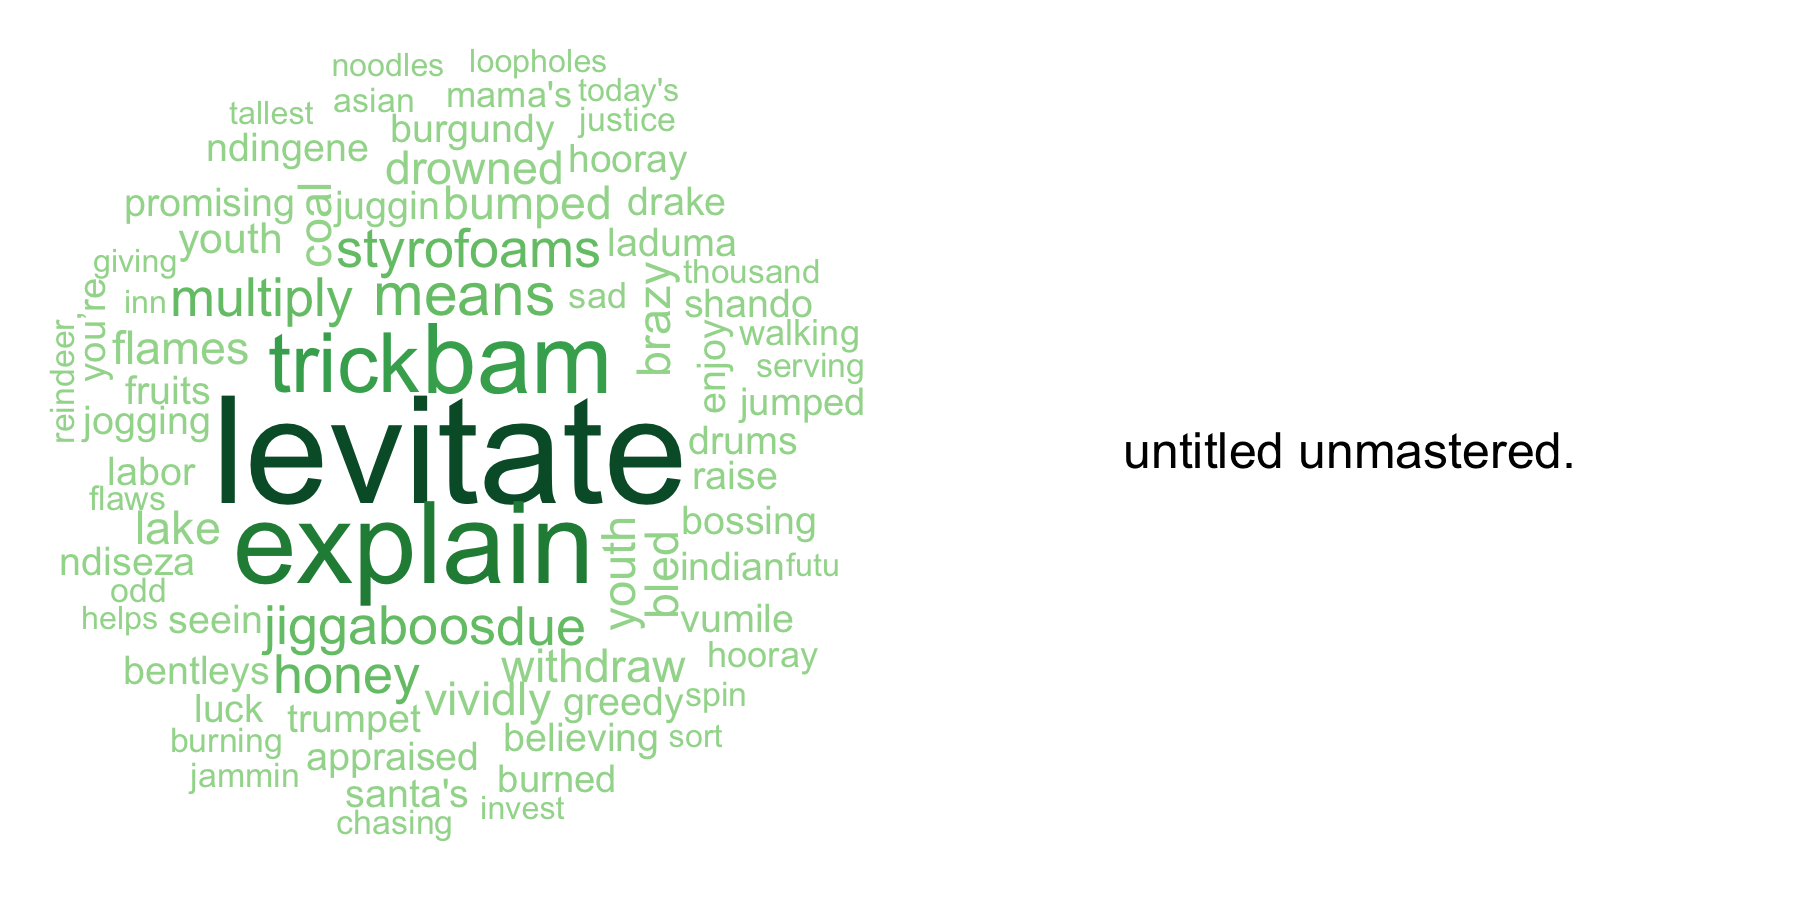 noodles loopholes
tallest asian mama's today's
burgundy justice
ndingene drowned hooray
promising coal juggin bumped drake
youth styrofoams laduma
giving thousand
you’re inn multiply means sad brazy shando
reindeer flames trick bam enjoy walking
fruits serving
jogging levitate jumped
drums
labor raise
flaws
lake explain youth bled bossing
ndiseza indian futu
odd
helps seein jiggaboos due vumile
bentleys honey withdraw hooray
luck trumpet vividly greedy spin
burning appraised believing sort
jammin santa's burned
chasing invest
untitled unmastered.